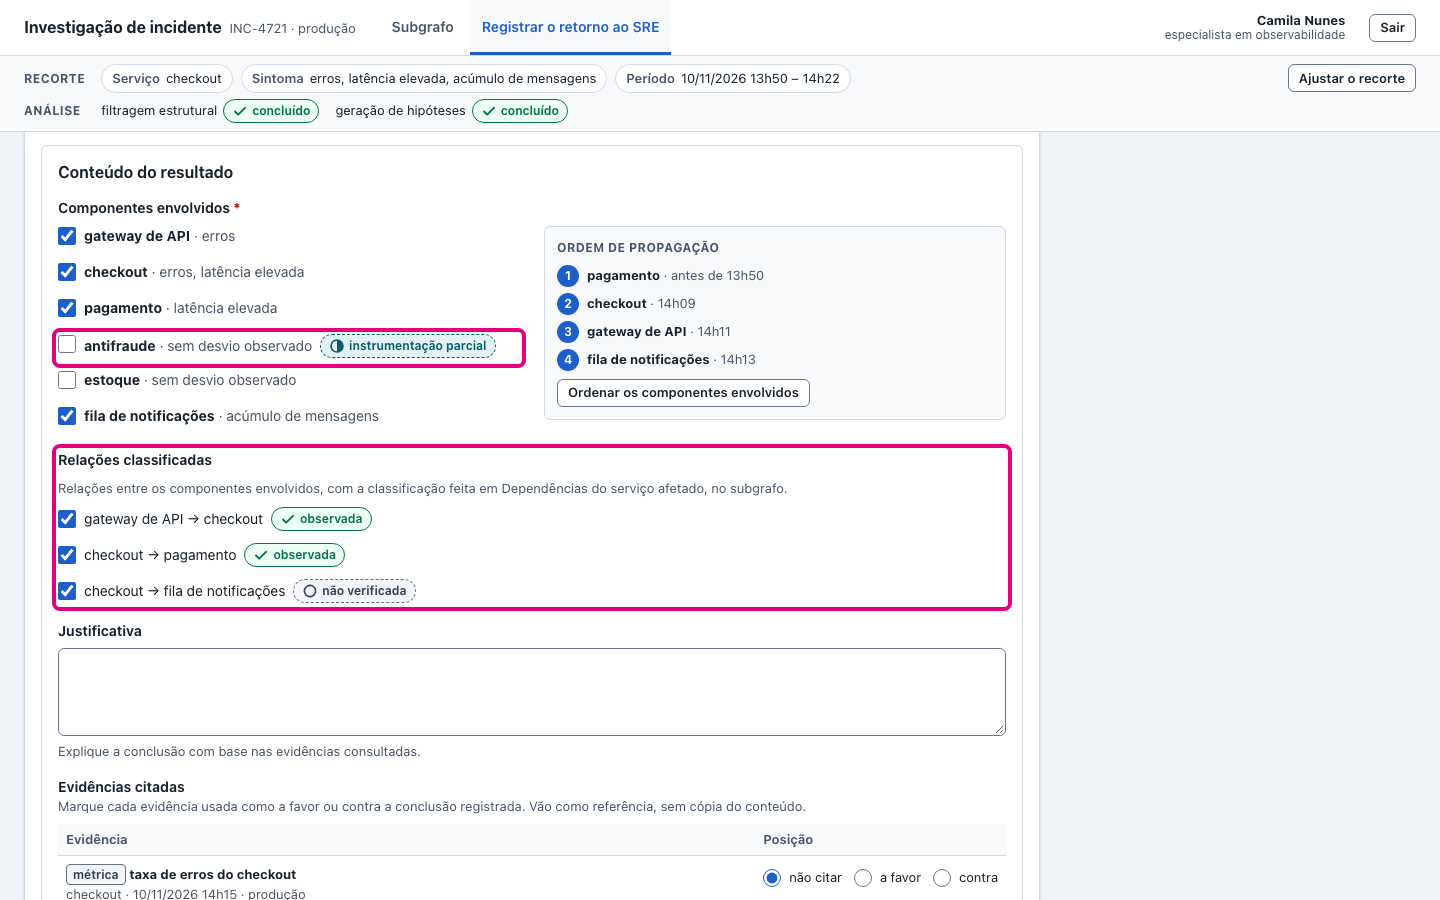 Investigação de incidente INC-4721 · produção Subgrafo Registrar o retorno ao SRE Camila Nunes
especialista em observabilidade
Sair
RECORTE Serviço checkout Sintoma erros, latência elevada, acúmulo de mensagens Período 10/11/2026 13h50 – 14h22 Ajustar o recorte
ANÁLISE filtragem estrutural concluído geração de hipóteses concluído
Conteúdo do resultado
Componentes envolvidos *
gateway de API · erros
checkout · erros, latência elevada
pagamento · latência elevada
antifraude · sem desvio observado instrumentação parcial
estoque · sem desvio observado
fila de notificações · acúmulo de mensagens
ORDEM DE PROPAGAÇÃO
1 pagamento · antes de 13h50
2 checkout · 14h09
3 gateway de API · 14h11
4 fila de notificações · 14h13
Ordenar os componentes envolvidos
Relações classificadas
Relações entre os componentes envolvidos, com a classificação feita em Dependências do serviço afetado, no subgrafo.
gateway de API → checkout observada
checkout → pagamento observada
checkout → fila de notificações não verificada
Justificativa
Explique a conclusão com base nas evidências consultadas.
Evidências citadas
Marque cada evidência usada como a favor ou contra a conclusão registrada. Vão como referência, sem cópia do conteúdo.
Evidência Posição
métrica taxa de erros do checkout não citar a favor contra
checkout · 10/11/2026 14h15 · produção